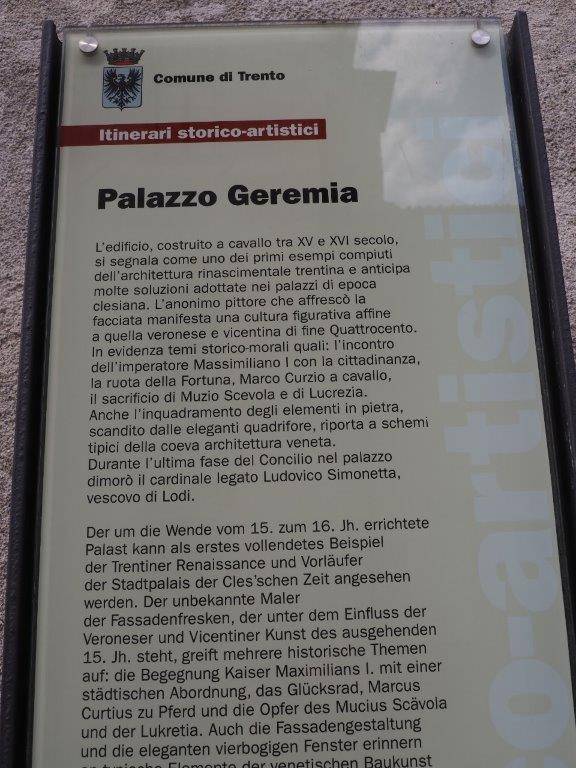 Comune di Trento
Itinerari storico-artistici
Palazzo Geremia
L'edificio, costruito a cavallo tra XV e XVI secolo,
si segnala come uno dei primi esempi compiuti
dell'architettura rinascimentale trentina e anticipa
molte soluzioni adottate nei palazzi di epoca
clesiana. L'anonimo pittore che affrescò la
facciata manifesta una cultura figurativa affine
a quella veronese e vicentina di fine Quattrocento.
In evidenza temi storico-morali quali: l'incontro
dell'imperatore Massimiliano I con la cittadinanza,
la ruota della Fortuna, Marco Curzio a cavallo,
il sacrificio di Muzio Scevola e di Lucrezia.
Anche l'inquadramento degli elementi in pietra,
scandito dalle eleganti quadrifore, riporta a schemi
tipici della coeva architettura veneta.
Durante l'ultima fase del Concilio nel palazzo
dimorò il cardinale legato Ludovico Simonetta,
vescovo di Lodi.
Der um die Wende vom 15. zum 16. Jh. errichtete
Palast kann als erstes vollendetes Beispiel
der Trentiner Renaissance und Vorläufer
der Stadtpalais der Cles'schen Zeit angesehen
werden. Der unbekannte Maler
der Fassadenfresken, der unter dem Einfluss der
Veroneser und Vicentiner Kunst des ausgehenden
15. Jh. steht, greift mehrere historische Themen
auf: die Begegnung Kaiser Maximilians I. mit einer
städtischen Abordnung, das Glücksrad, Marcus
Curtius zu Pferd und die Opfer des Mucius Scävola
und der Lukretia. Auch die Fassadengestaltung
und die eleganten vierbogigen Fenster erinnern
an typische Elemente der venetischen Baukunst
co-artistici